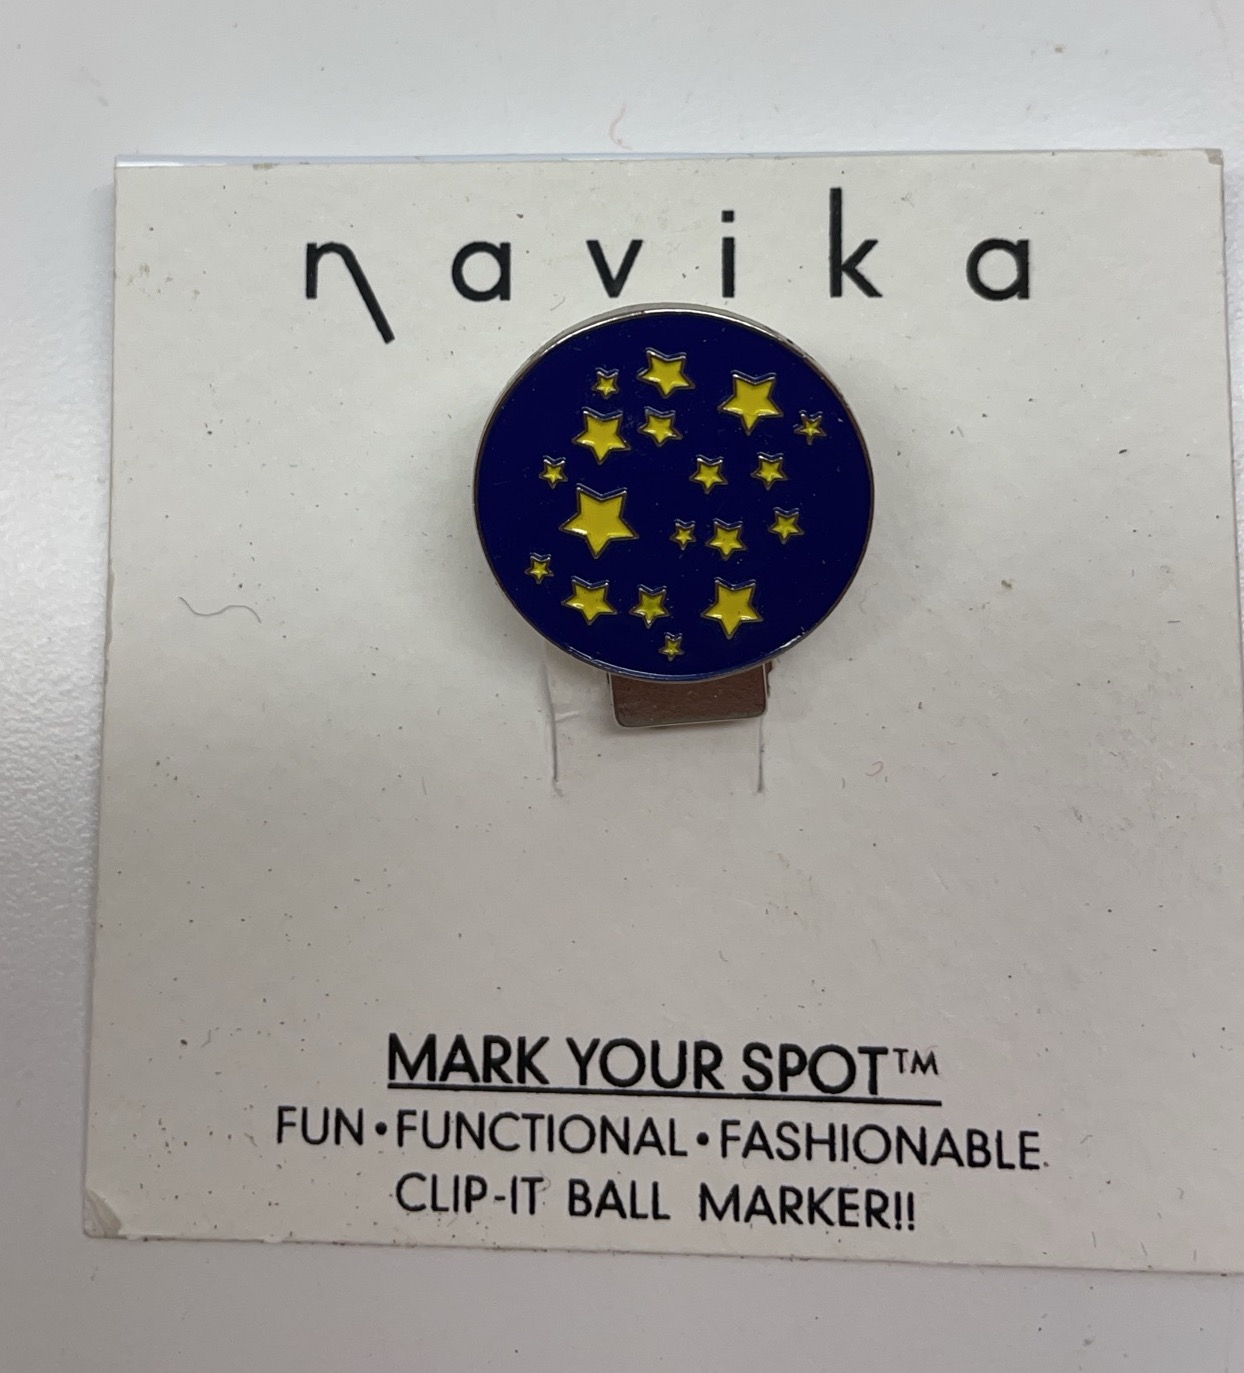 navika
MARK YOUR SPOT™
FUN•FUNCTIONAL•FASHIONABLE
CLIP-IT BALL MARKER!!